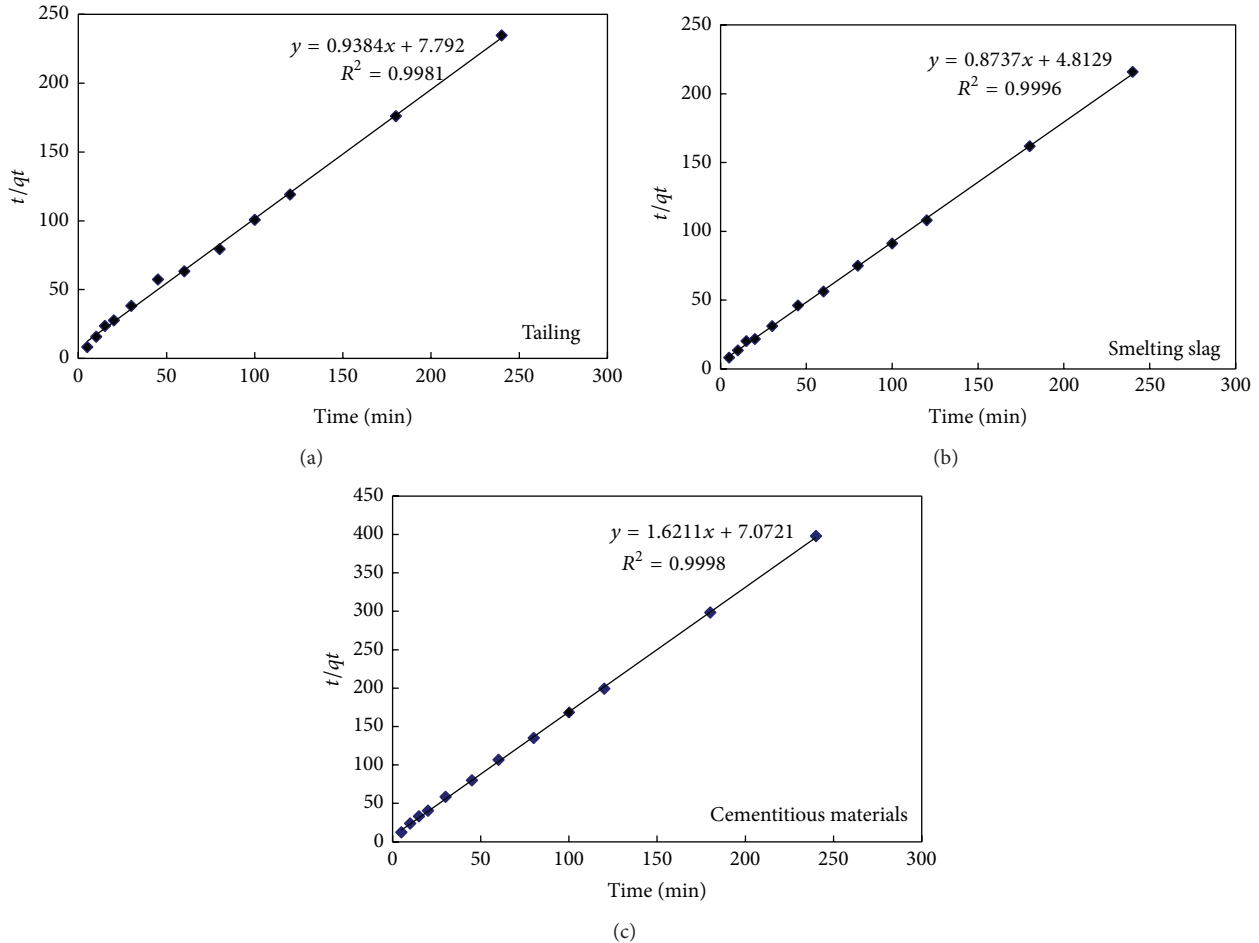 250
200
150
100
50
0
t/qt
y = 0.9384x + 7.792
R² = 0.9981
Tailing
0 50 100 150 200 250 300
Time (min)
(a)
250
200
150
100
50
0
t/qt
y = 0.8737x + 4.8129
R² = 0.9996
Smelting slag
0 50 100 150 200 250 300
Time (min)
(b)
450
400
350
300
250
200
150
100
50
0
t/qt
y = 1.6211x + 7.0721
R² = 0.9998
Cementitious materials
0 50 100 150 200 250 300
Time (min)
(c)